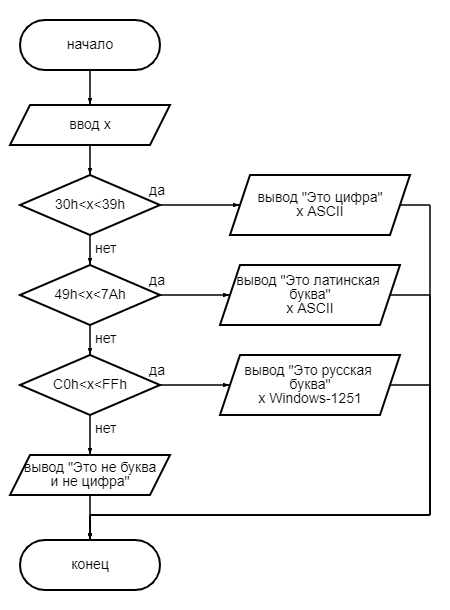 начало
ввод x
30h<x<39h
да
вывод "Это цифра"
x ASCII
нет
49h<x<7Ah
да
вывод "Это латинская
буква"
x ASCII
нет
C0h<x<FFh
да
вывод "Это русская
буква"
x Windows-1251
нет
вывод "Это не буква
и не цифра"
конец